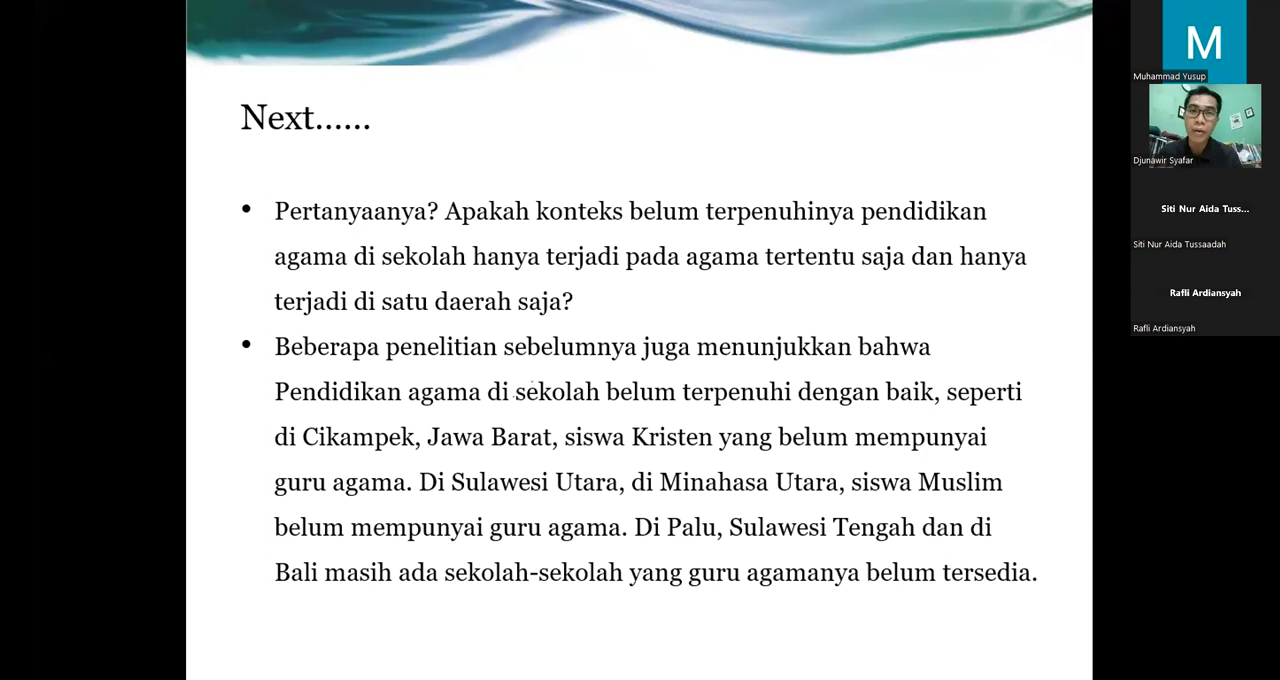 Next......
• Pertanyaanya? Apakah konteks belum terpenuhinya pendidikan
agama di sekolah hanya terjadi pada agama tertentu saja dan hanya
terjadi di satu daerah saja?
• Beberapa penelitian sebelumnya juga menunjukkan bahwa
Pendidikan agama di sekolah belum terpenuhi dengan baik, seperti
di Cikampek, Jawa Barat, siswa Kristen yang belum mempunyai
guru agama. Di Sulawesi Utara, di Minahasa Utara, siswa Muslim
belum mempunyai guru agama. Di Palu, Sulawesi Tengah dan di
Bali masih ada sekolah-sekolah yang guru agamanya belum tersedia.
M
Muhammad Yusup
Djunawir Syafar
Siti Nur Aida Tuss...
Siti Nur Aida Tussaadah
Rafli Ardiansyah
Rafli Ardiansyah